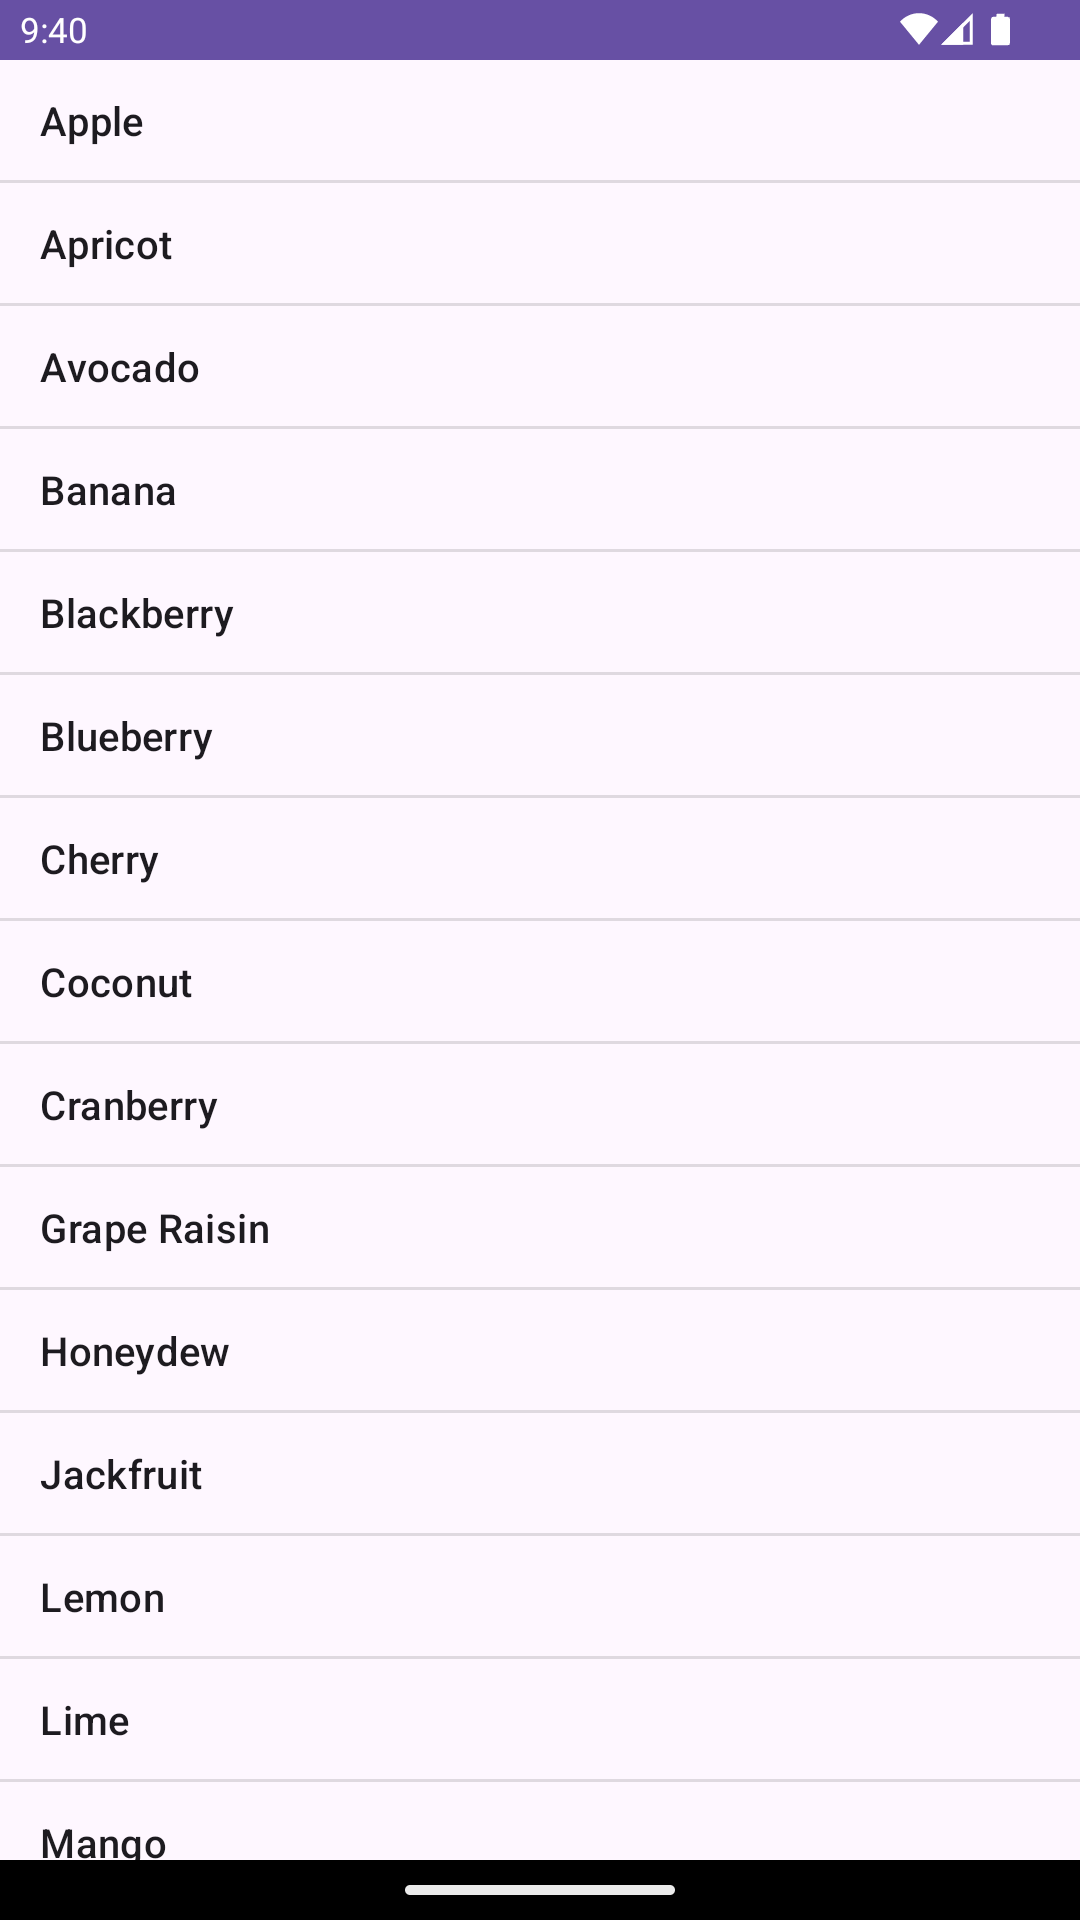 9:40
Apple
Apricot
Avocado
Banana
Blackberry
Blueberry
Cherry
Coconut
Cranberry
Grape Raisin
Honeydew
Jackfruit
Lemon
Lime
Mango